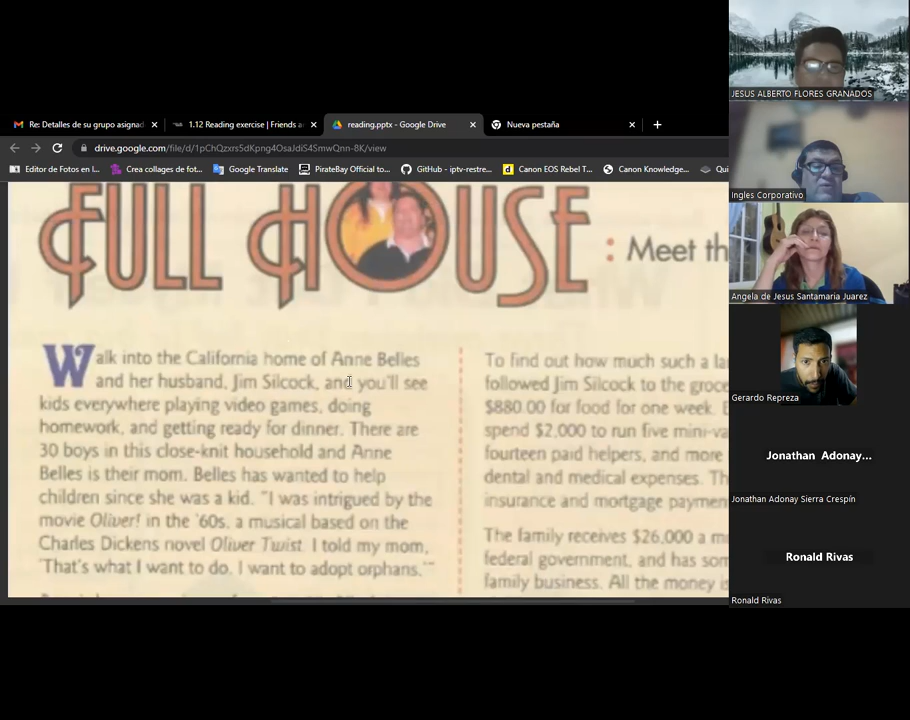 Re: Detalles de su grupo asignad
1.12 Reading exercise | Friends a
reading.pptx - Google Drive
Nueva pestaña
drive.google.com/file/d/1pChQzxrs5dKpng4OsaJdiS4SmwQnn-8K/view
Editor de Fotos en l...
Crea collages de fot...
Google Translate
PirateBay Official to...
GitHub - iptv-restre...
Canon EOS Rebel T...
Canon Knowledge...
Qui
FULL HOUSE
: Meet th
Walk into the California home of Anne Belles
and her husband, Jim Silcock, and you'll see
kids everywhere playing video games, doing
homework, and getting ready for dinner. There are
30 boys in this close-knit household and Anne
Belles is their mom. Belles has wanted to help
children since she was a kid. "I was intrigued by the
movie Oliver! in the '60s, a musical based on the
Charles Dickens novel Oliver Twist. I told my mom,
'That's what I want to do. I want to adopt orphans.'"
To find out how much such a la
followed Jim Silcock to the groce
$880.00 for food for one week. E
spend $2,000 to run five mini-va
fourteen paid helpers, and more
dental and medical expenses. Th
insurance and mortgage paymen
The family receives $26,000 a m
federal government, and has som
family business. All the money is
JESUS ALBERTO FLORES GRANADOS
Ingles Corporativo
Angela de Jesus Santamaria Juarez
Gerardo Repreza
Jonathan Adonay...
Jonathan Adonay Sierra Crespín
Ronald Rivas
Ronald Rivas